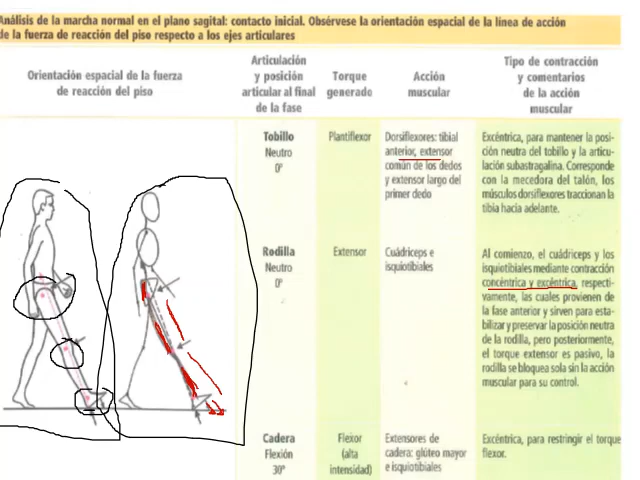 Análisis de la marcha normal en el plano sagital: contacto inicial. Obsérvese la orientación espacial de la línea de acción
de la fuerza de reacción del piso respecto a los ejes articulares
Orientación espacial de la fuerza
de reacción del piso
Articulación
y posición
articular al final
de la fase
Torque
generado
Acción
muscular
Tipo de contracción
y comentarios
de la acción
muscular
Tobillo
Neutro
0°
Plantiflexor
Dorsiflexores: tibial
anterior, extensor
común de los dedos
y extensor largo del
primer dedo
Excéntrica, para mantener la posi-
ción neutra del tobillo y la articu-
lación subastragalina. Corresponde
con la mecedora del talón, los
músculos dorsiflexores traccionan la
tibia hacia adelante.
Rodilla
Neutro
0°
Extensor
Cuádriceps e
isquiotibiales
Al comienzo, el cuádriceps y los
isquiotibiales mediante contracción
concéntrica y excéntrica, respecti-
vamente, las cuales provienen de
la fase anterior y sirven para esta-
bilizar y preservar la posición neutra
de la rodilla, pero posteriormente,
el torque extensor es pasivo, la
rodilla se bloquea sola sin la acción
muscular para su control.
Cadera
Flexión
30°
Flexor
(alta
intensidad)
Extensores de
cadera: glúteo mayor
e isquiotibiales
Excéntrica, para restringir el torque
flexor.